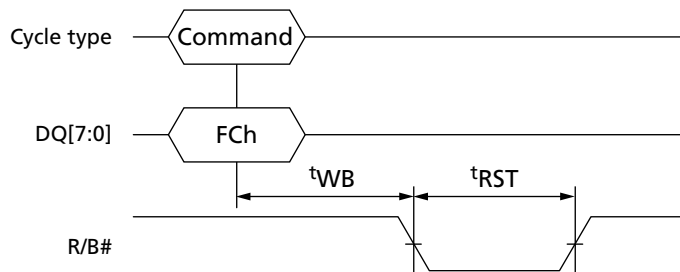 Cycle type Command
DQ[7:0] FCh
tWB tRST
R/B#